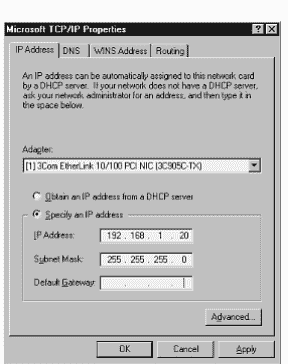 Microsoft TCP/IP Properties ? X
IP Address DNS WINS Address Routing
An IP address can be automatically assigned to this network card
by a DHCP server. If your network does not have a DHCP server,
ask your network administrator for an address, and then type it in
the space below.
Adapter:
[1] 3Com EtherLink 10/100 PCI NIC (3C905C-TX)
Obtain an IP address from a DHCP server
Specify an IP address
IP Address: 192 . 168 . 1 . 20
Subnet Mask: 255 . 255 . 255 . 0
Default Gateway: . . .
Advanced...
OK Cancel Apply